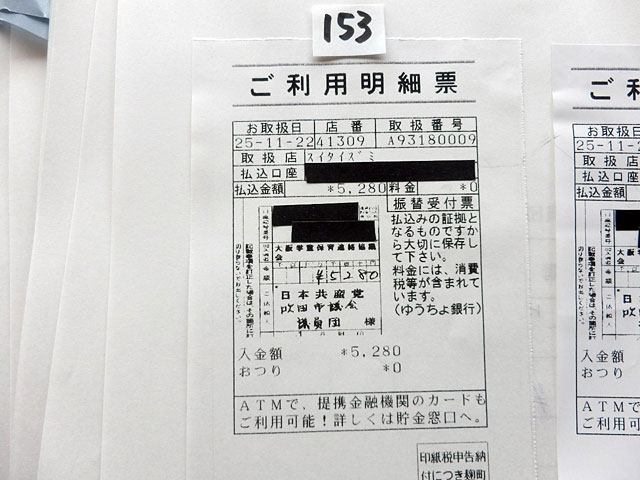 153
ご利用明細票
お取扱日 店番 取扱番号
25-11-22 41309 A93180009
取扱店 スイタイズミ
払込口座
払込金額 *5,280 料金 *0
振替受付票
払込みの証拠と
なるものですか
ら大切に保存し
て下さい。
料金には、消費
税等が含まれて
います。
(ゆうちょ銀行)
大阪学童保育連絡協議
会
¥5280
日本共産党
吹田市議会
議員団 様
入金額 *5,280
おつり *0
ATMで、提携金融機関のカードも
ご利用可能!詳しくは貯金窓口へ。
印紙税申告納
付につき麹町
ご利
お取扱日
25-11-2
取扱店
払込口座
払込金額
入金額
おつり
ATMで
ご利用可